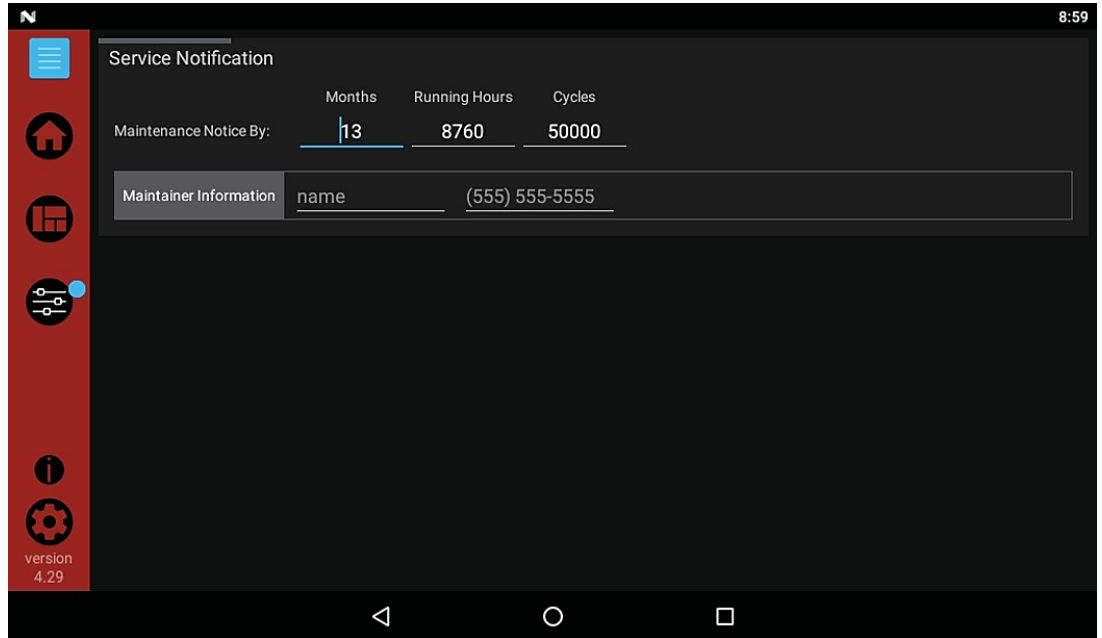 8:59
Service Notification
Months Running Hours Cycles
Maintenance Notice By: 13 8760 50000
Maintainer Information name (555) 555-5555
version
4.29